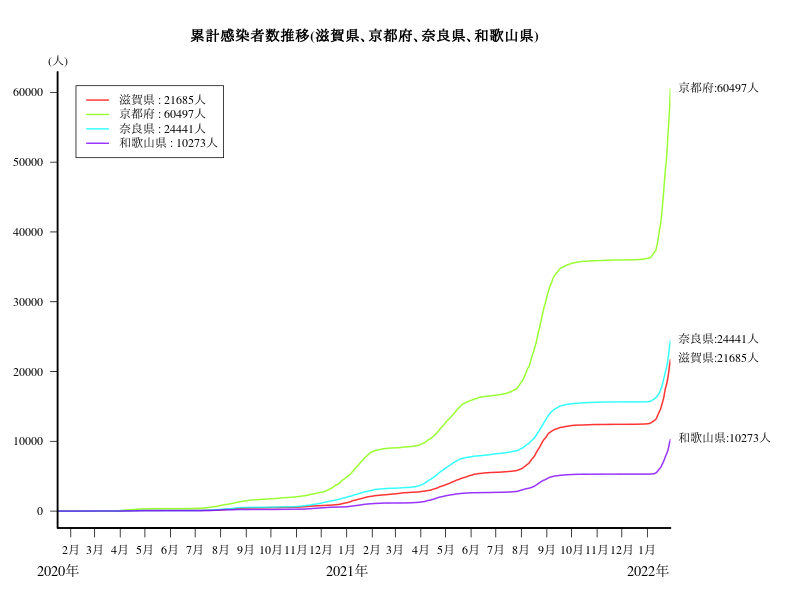 累計感染者数推移(滋賀県、京都府、奈良県、和歌山県)
(人)
60000
50000
40000
30000
20000
10000
0
滋賀県 : 21685人
京都府 : 60497人
奈良県 : 24441人
和歌山県 : 10273人
京都府:60497人
奈良県:24441人
滋賀県:21685人
和歌山県:10273人
2月 3月 4月 5月 6月 7月 8月 9月 10月 11月 12月 1月 2月 3月 4月 5月 6月 7月 8月 9月 10月 11月 12月 1月
2020年 2021年 2022年